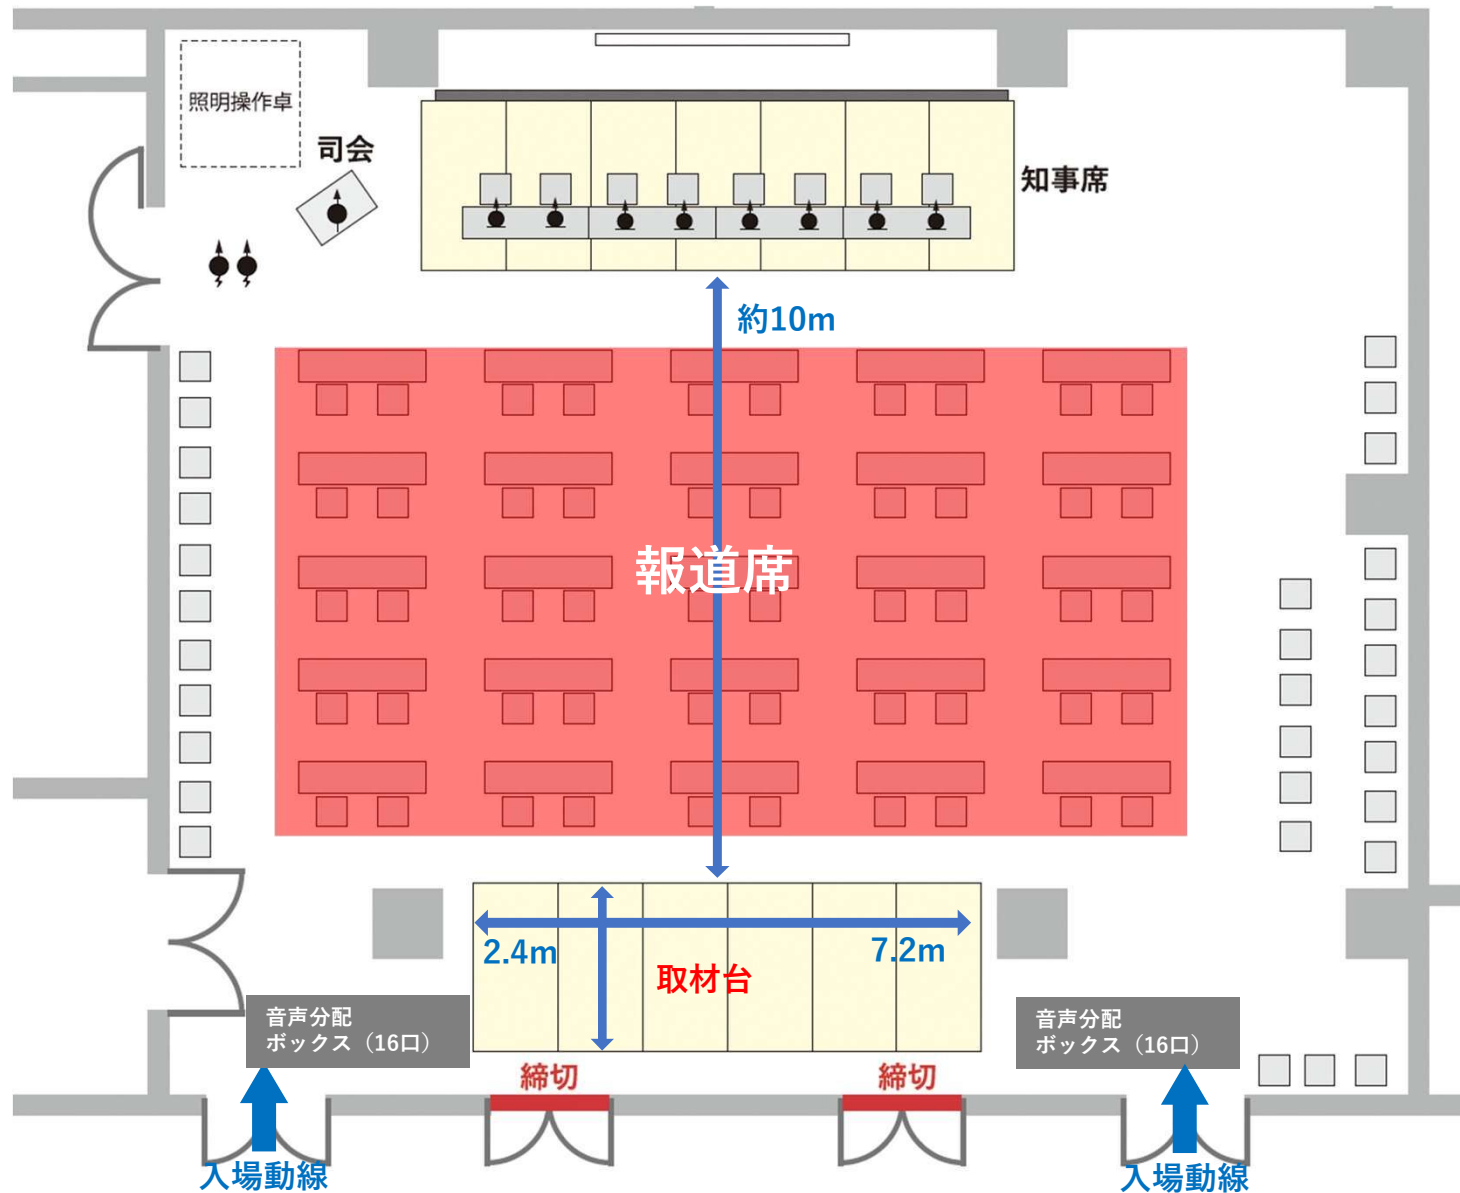 照明操作卓
司会
知事席
約10m
報道席
2.4m
7.2m
取材台
音声分配
ボックス（16口）
音声分配
ボックス（16口）
締切
締切
入場動線
入場動線